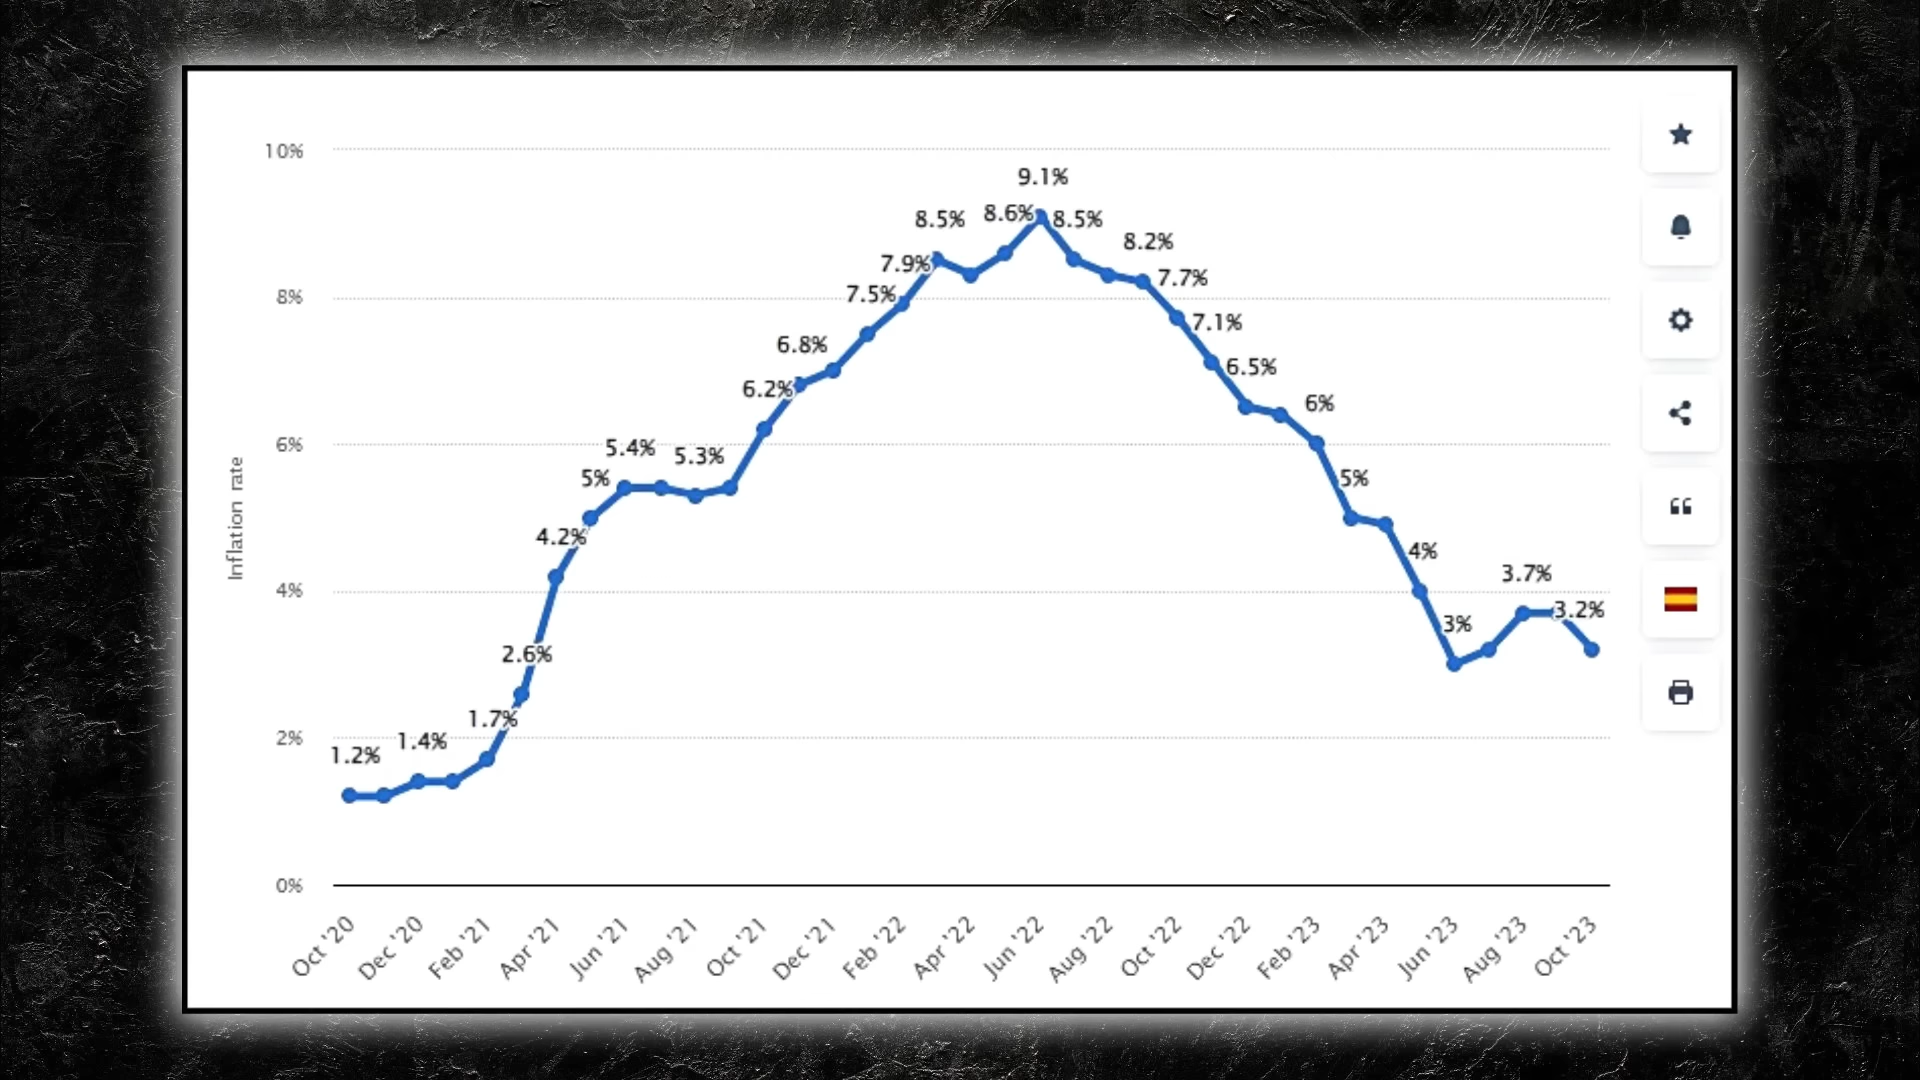 10%
8%
6%
4%
2%
0%
Inflation rate
1.2%
1.4%
1.7%
2.6%
4.2%
5%
5.4%
5.3%
6.2%
6.8%
7.5%
7.9%
8.5%
8.6%
9.1%
8.5%
8.2%
7.7%
7.1%
6.5%
6%
5%
4%
3%
3.7%
3.2%
Oct '20
Dec '20
Feb '21
Apr '21
Jun '21
Aug '21
Oct '21
Dec '21
Feb '22
Apr '22
Jun '22
Aug '22
Oct '22
Dec '22
Feb '23
Apr '23
Jun '23
Aug '23
Oct '23